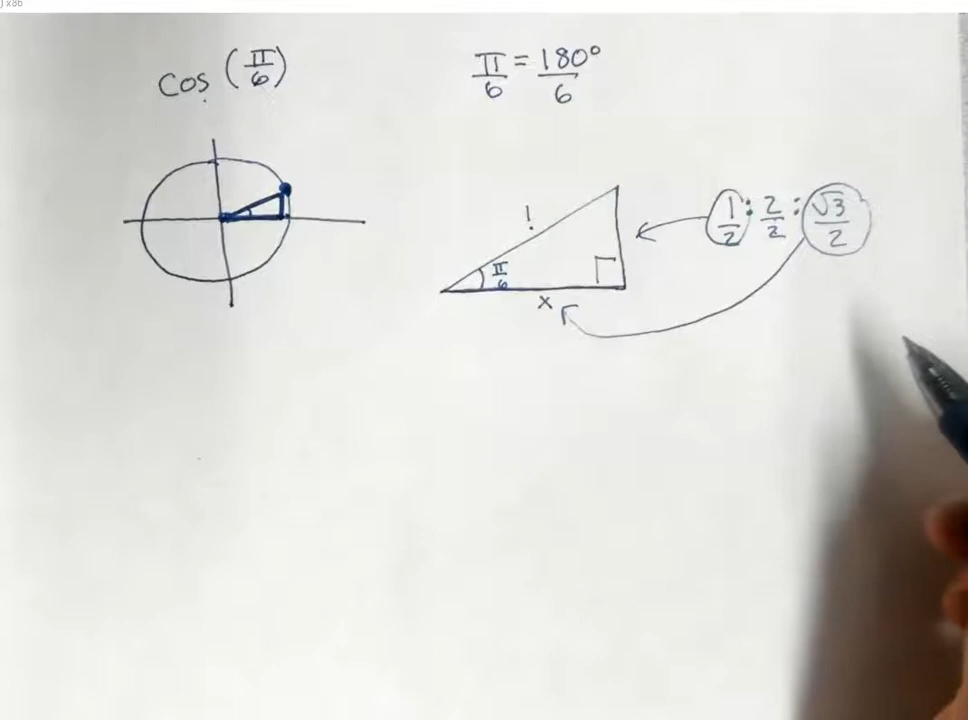 cos (π/6)
π/6 = 180°/6
1
π/6
x
1/2 : 2/2 : √3/2